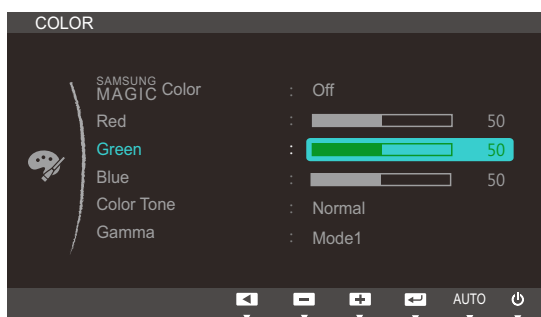 COLOR
SAMSUNG MAGIC Color : Off
Red : 50
Green : 50
Blue : 50
Color Tone : Normal
Gamma : Mode1
AUTO